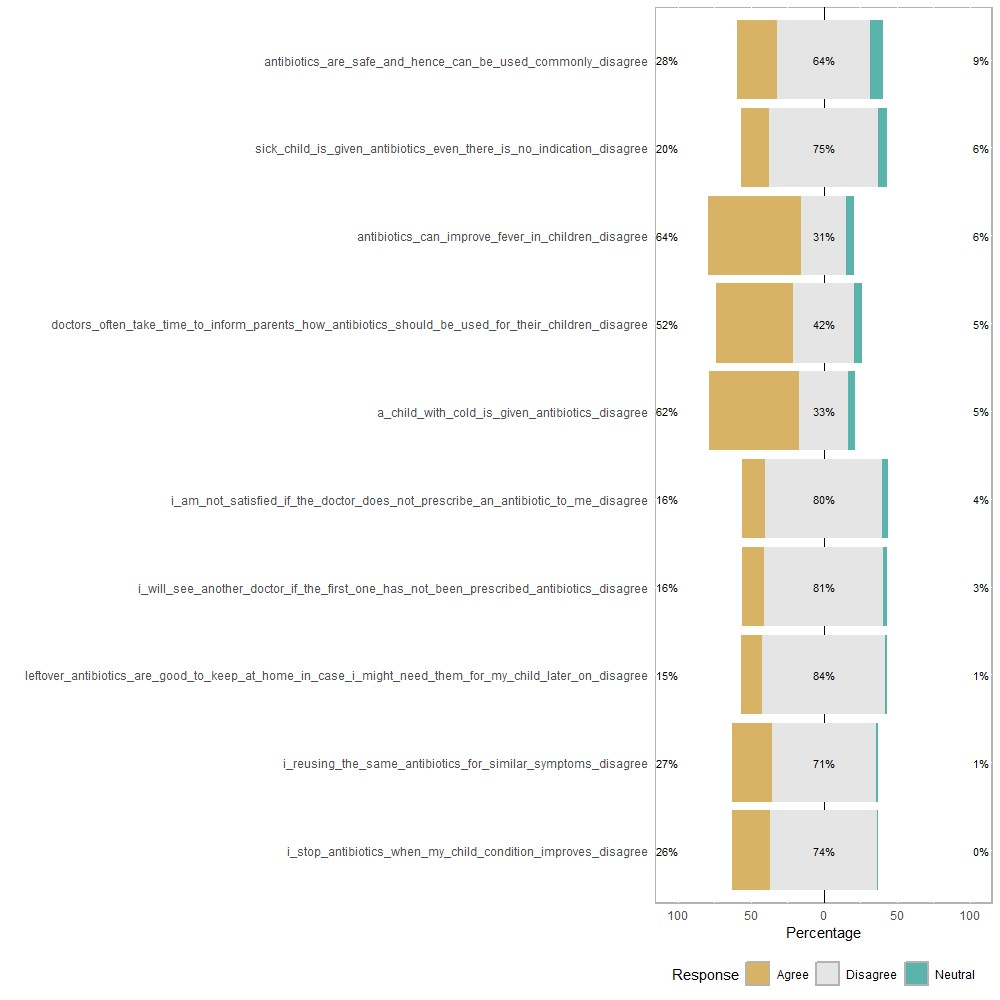 antibiotics_are_safe_and_hence_can_be_used_commonly_disagree 28% 64% 9%
sick_child_is_given_antibiotics_even_there_is_no_indication_disagree 20% 75% 6%
antibiotics_can_improve_fever_in_children_disagree 64% 31% 6%
doctors_often_take_time_to_inform_parents_how_antibiotics_should_be_used_for_their_children_disagree 52% 42% 5%
a_child_with_cold_is_given_antibiotics_disagree 62% 33% 5%
i_am_not_satisfied_if_the_doctor_does_not_prescribe_an_antibiotic_to_me_disagree 16% 80% 4%
i_will_see_another_doctor_if_the_first_one_has_not_been_prescribed_antibiotics_disagree 16% 81% 3%
leftover_antibiotics_are_good_to_keep_at_home_in_case_i_might_need_them_for_my_child_later_on_disagree 15% 84% 1%
i_reusing_the_same_antibiotics_for_similar_symptoms_disagree 27% 71% 1%
i_stop_antibiotics_when_my_child_condition_improves_disagree 26% 74% 0%
100 50 0 50 100
Percentage
Response Agree Disagree Neutral